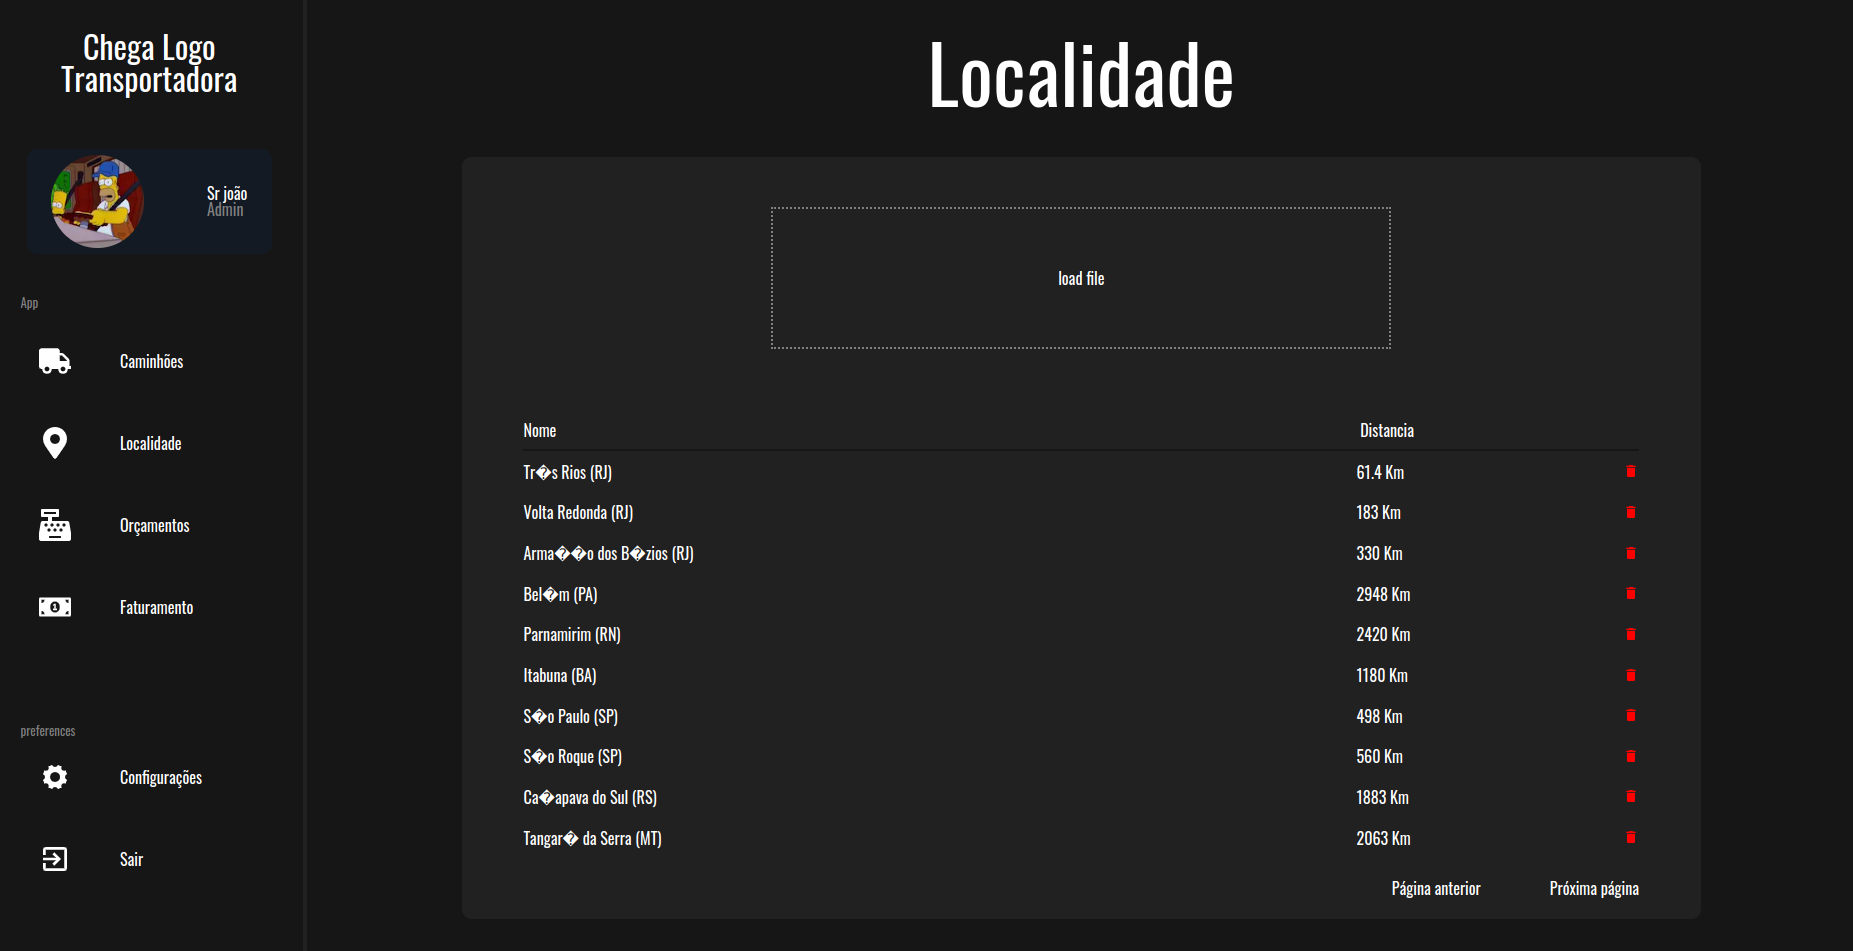 Chega Logo
Transportadora
Sr joão
Admin
App
Caminhões
Localidade
Orçamentos
Faturamento
preferences
Configurações
Sair
Localidade
load file
Nome Distancia
Tr�s Rios (RJ) 61.4 Km
Volta Redonda (RJ) 183 Km
Arma��o dos B�zios (RJ) 330 Km
Bel�m (PA) 2948 Km
Parnamirim (RN) 2420 Km
Itabuna (BA) 1180 Km
S�o Paulo (SP) 498 Km
S�o Roque (SP) 560 Km
Ca�apava do Sul (RS) 1883 Km
Tangar� da Serra (MT) 2063 Km
Página anterior Próxima página